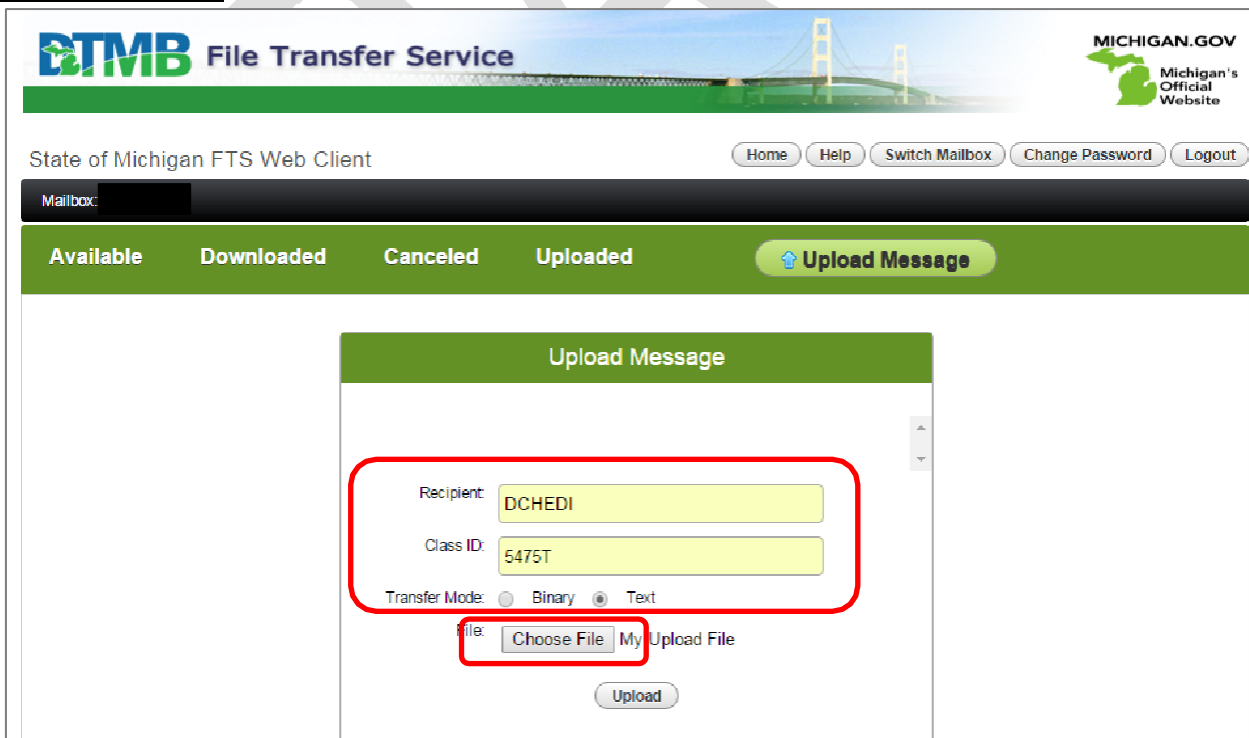 DTMB File Transfer Service
MICHIGAN.GOV
Michigan's
Official
Website
State of Michigan FTS Web Client
Home Help Switch Mailbox Change Password Logout
Mailbox:
Available Downloaded Canceled Uploaded Upload Message
Upload Message
Recipient: DCHEDI
Class ID: 5475T
Transfer Mode: Binary Text
File: Choose File My Upload File
Upload